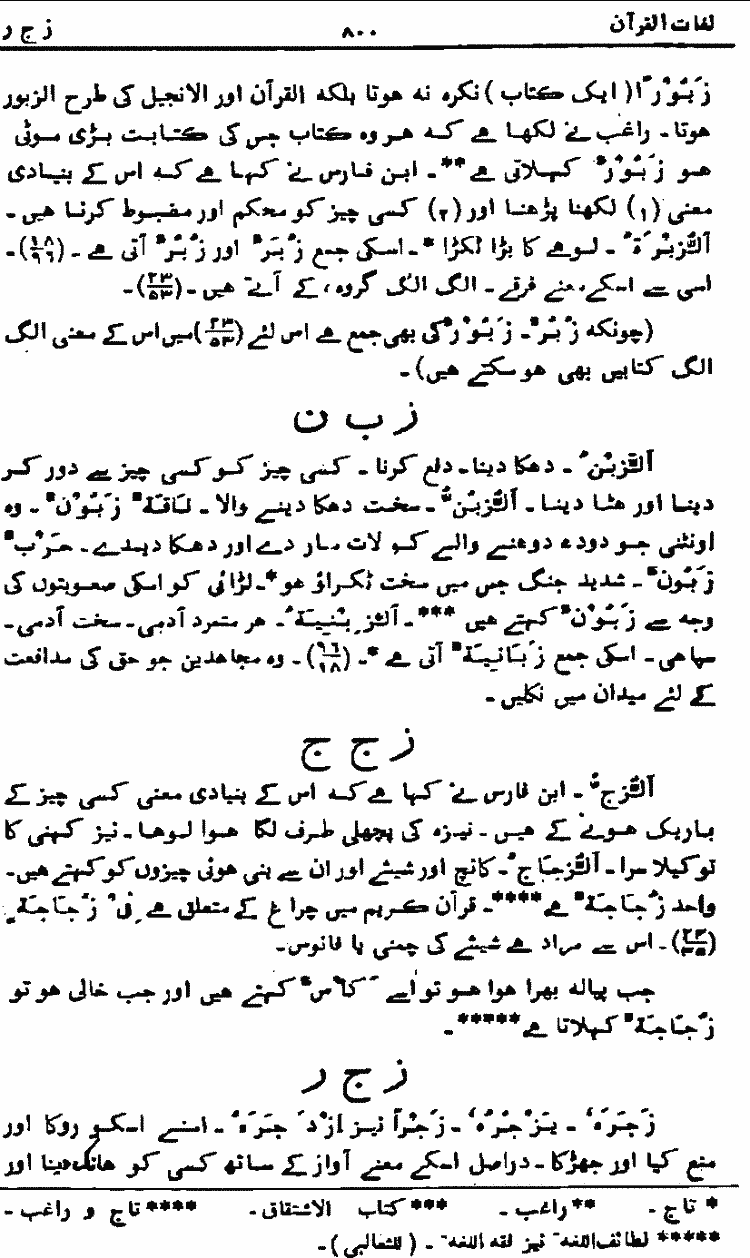 لغات القرآن ۸۰۰ ز ج ر
زَبُوْرًا (ایک کتاب) نکرہ نہ ہوتا بلکہ القرآن اور الانجیل کی طرح الزبور
ہوتا۔ راغب نے لکھا ہے کہ ہر وہ کتاب جس کی کتابت بڑی موٹی
ہو زَبُوْرٌ کہلاتی ہے**۔ ابن فارس نے کہا ہے کہ اس کے بنیادی
معنی (۱) لکھنا پڑھنا اور (۲) کسی چیز کو محکم اور مضبوط کرنا ہیں۔
اَلزُّبْرَۃُ۔ لوہے کا بڑا ٹکڑا*۔ اسکی جمع زُبَرٌ اور زُبُرٌ آتی ہے۔ (۱۸/۹۶)۔
اسی سے اسکے معنے فرقے۔ الگ الگ گروہ، کے آتے ہیں۔ (۲۳/۵۳)۔
(چونکہ زُبُرٌ۔ زَبُوْرٌ کی بھی جمع ہے اس لئے (۲۳/۵۳) میں اس کے معنی الگ
الگ کتابیں بھی ہو سکتے ہیں)۔
ز ب ن
اَلزَّبْنُ۔ دھکا دینا۔ دفع کرنا۔ کسی چیز کو کسی چیز سے دور کر
دینا اور ہٹا دینا۔ اَلزُّبُنُّ۔ سخت دھکا دینے والا۔ نَاقَۃٌ زَبُوْنٌ۔ وہ
اونٹنی جو دودھ دوہنے والے کو لات مار دے اور دھکا دیدے۔ حَرْبٌ
زَبُوْنٌ۔ شدید جنگ جس میں سخت ٹکراؤ ہو*۔ لڑائی کو اسکی صعوبتوں کی
وجہ سے زَبُوْنٌ کہتے ہیں***۔ اَلزِّبْنِیَۃُ۔ ہر متمرد آدمی۔ سخت آدمی۔
سپاہی۔ اسکی جمع زَبَانِیَۃٌ آتی ہے*۔ (۹۶/۱۸)۔ وہ مجاہدین جو حق کی مدافعت
کے لئے میدان میں نکلیں۔
ز ج ج
اَلزُّجُّ۔ ابن فارس نے کہا ہے کہ اس کے بنیادی معنی کسی چیز کے
باریک ہونے کے ہیں۔ نیزہ کی پچھلی طرف لگا ہوا لوہا۔ نیز کہنی کا
نوکیلا سرا۔ اَلزُّجَاجُ۔ کانچ اور شیشے اور ان سے بنی ہوئی چیزوں کو کہتے ہیں۔
واحد زُجَاجَۃٌ ہے****۔ قرآن کریم میں چراغ کے متعلق ہے فِیْ زُجَاجَۃٍ
(۲۴/۳۵)۔ اس سے مراد ہے شیشے کی چمنی یا فانوس۔
جب پیالہ بھرا ہوا ہو تو اُسے کَاْسٌ کہتے ہیں اور جب خالی ہو تو
زُجَاجَۃٌ کہلاتا ہے*****۔
ز ج ر
زَجَرَہٗ۔ یَزْجُرُہٗ۔ زَجْرًا نیز اِزْدَجَرَہٗ۔ اسنے اسکو روکا اور
منع کیا اور جھڑکا۔ دراصل اسکے معنے آواز کے ساتھ کسی کو ہانک دینا اور
* تاج۔ ** راغب۔ *** کتاب الاشتقاق۔ **** تاج و راغب۔
***** لطائف اللغۃ نیز فقہ اللغۃ۔ (للثعالبی)۔